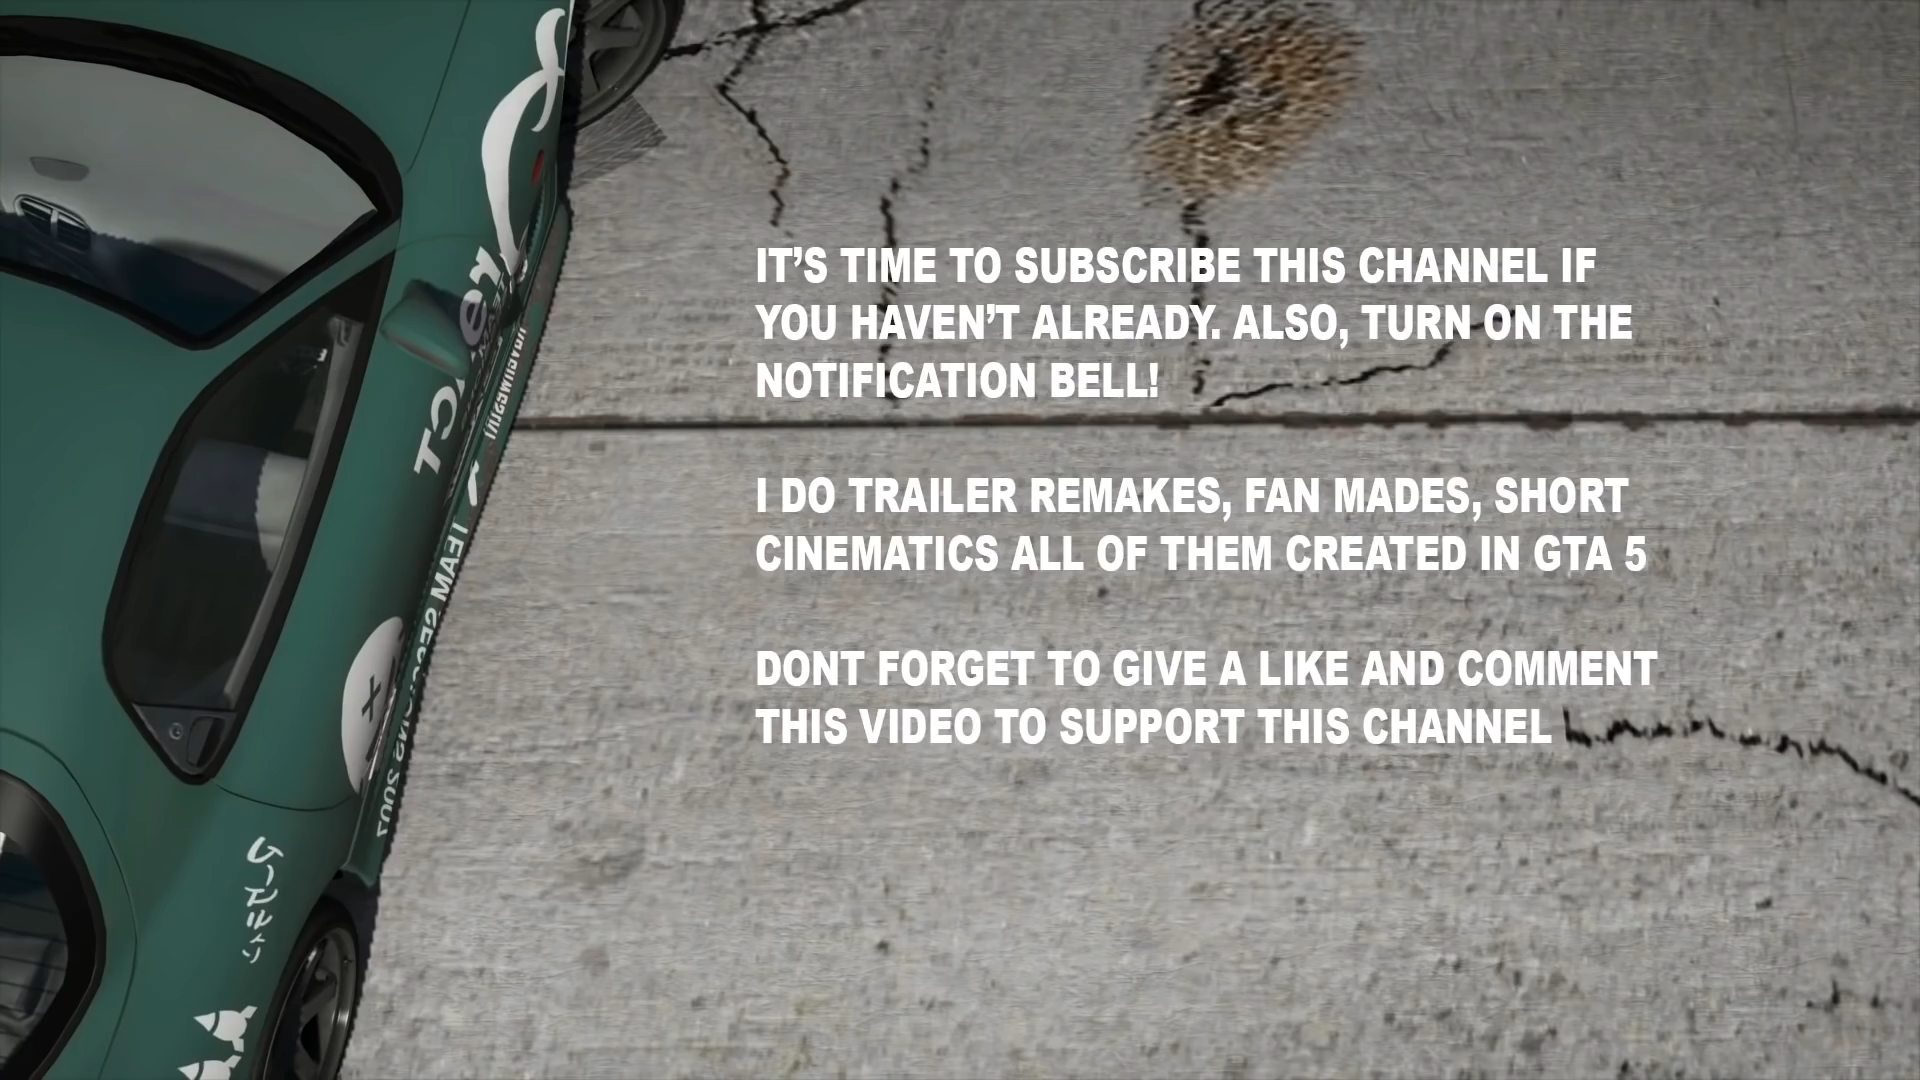 IT’S TIME TO SUBSCRIBE THIS CHANNEL IF
YOU HAVEN’T ALREADY. ALSO, TURN ON THE
NOTIFICATION BELL!
I DO TRAILER REMAKES, FAN MADES, SHORT
CINEMATICS ALL OF THEM CREATED IN GTA 5
DONT FORGET TO GIVE A LIKE AND COMMENT
THIS VIDEO TO SUPPORT THIS CHANNEL